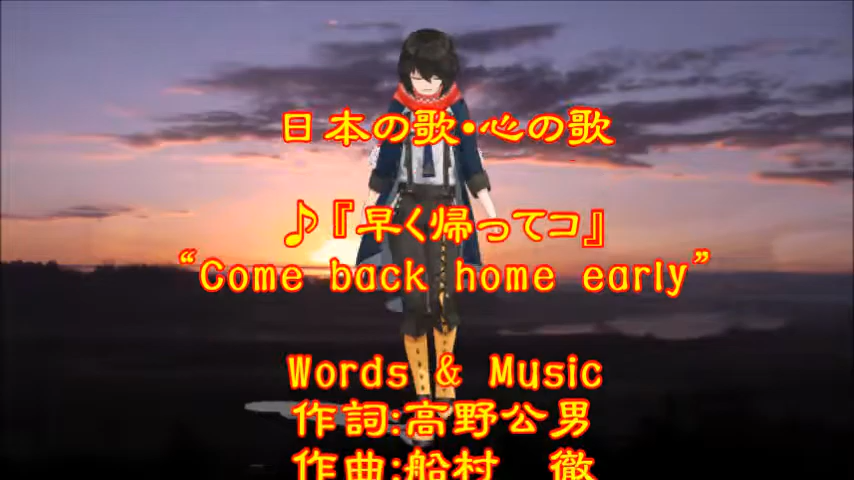 日本の歌・心の歌
♪『早く帰ってコ』
“Come back home early”
Words & Music
作詞:高野公男
作曲:船村　徹